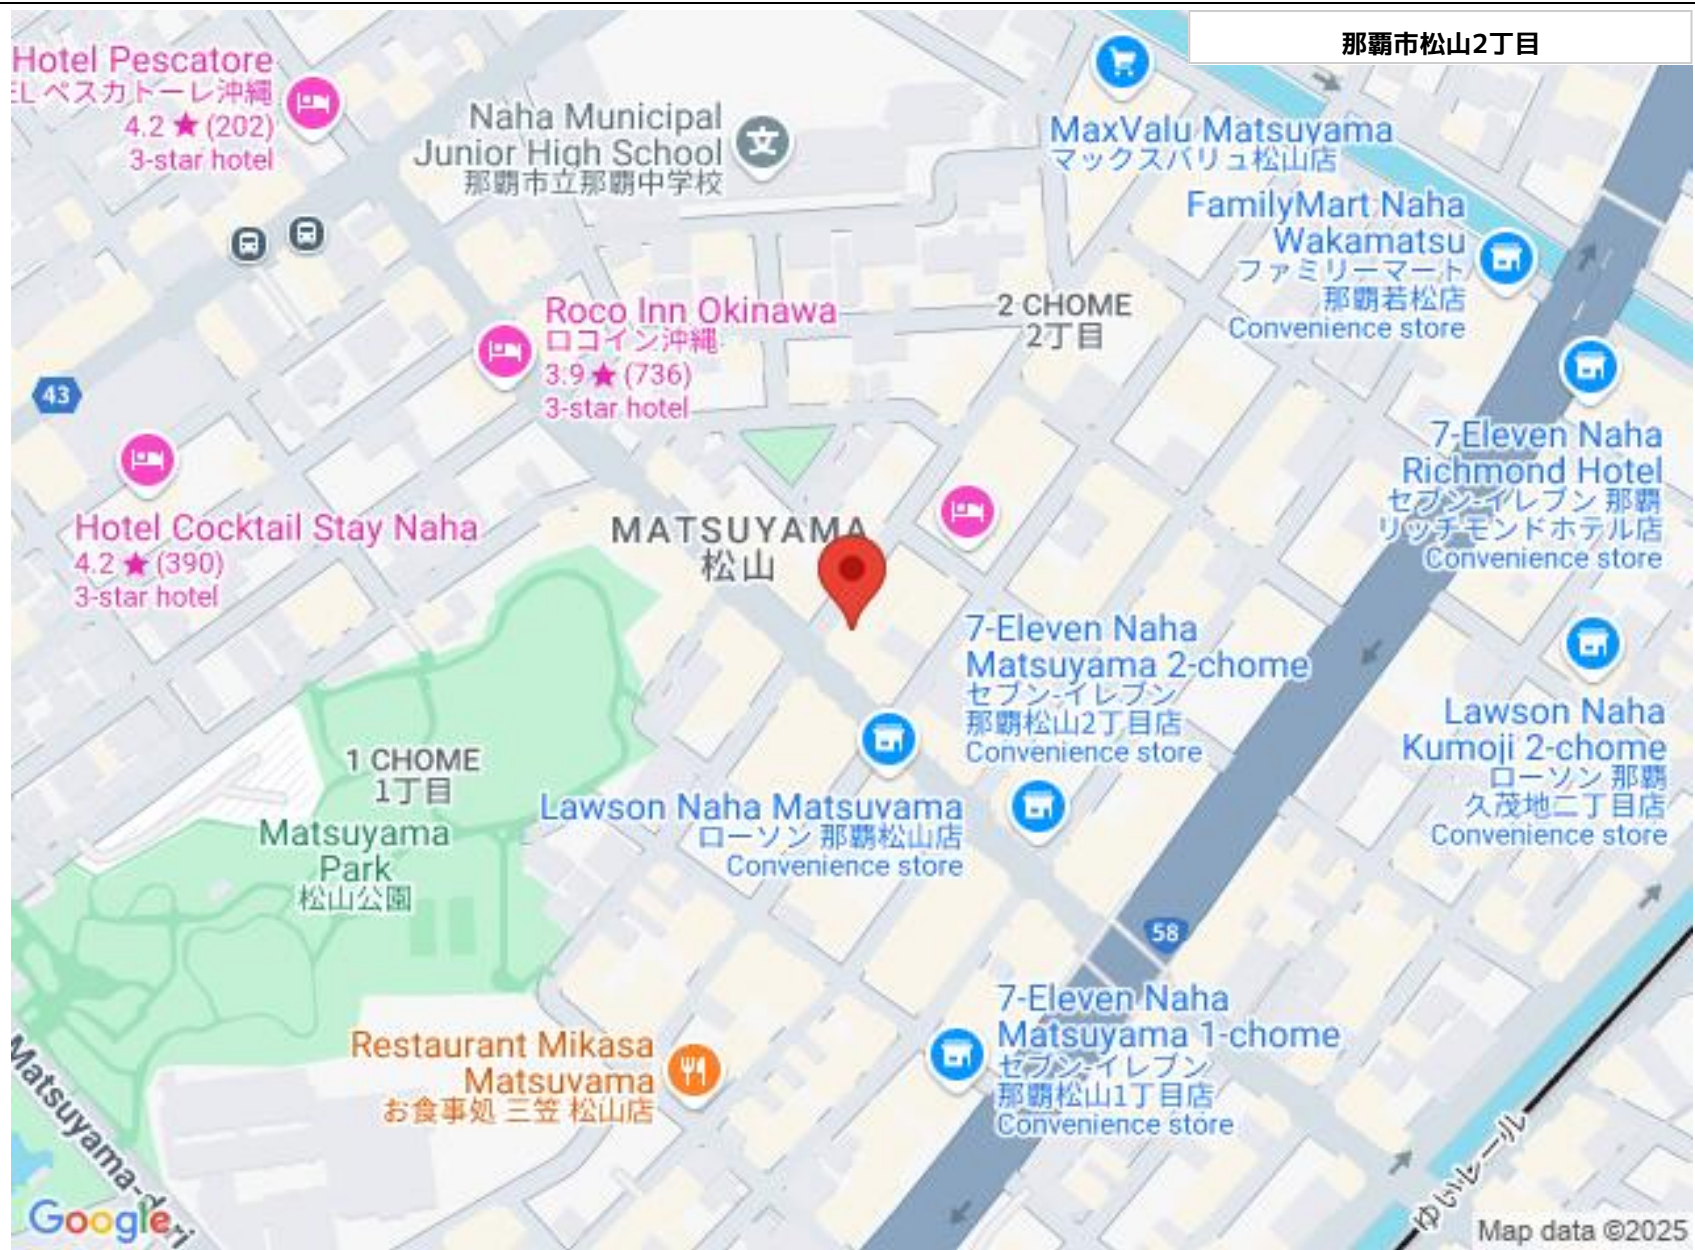 那覇市松山2丁目
Hotel Pescatore
EL ペスカトーレ沖縄
4.2 ★ (202)
3-star hotel
Naha Municipal
Junior High School
那覇市立那覇中学校
文
MaxValu Matsuyama
マックスバリュ松山店
FamilyMart Naha
Wakamatsu
ファミリーマート
那覇若松店
Convenience store
Roco Inn Okinawa
ロコイン沖縄
3.9 ★ (736)
3-star hotel
2 CHOME
2丁目
43
7-Eleven Naha
Richmond Hotel
セブン-イレブン 那覇
リッチモンドホテル店
Convenience store
Hotel Cocktail Stay Naha
4.2 ★ (390)
3-star hotel
MATSUYAMA
松山
7-Eleven Naha
Matsuyama 2-chome
セブン-イレブン
那覇松山2丁目店
Convenience store
Lawson Naha
Kumoji 2-chome
ローソン 那覇
久茂地二丁目店
Convenience store
1 CHOME
1丁目
Matsuyama
Park
松山公園
Lawson Naha Matsuyama
ローソン 那覇松山店
Convenience store
58
7-Eleven Naha
Matsuyama 1-chome
セブン-イレブン
那覇松山1丁目店
Convenience store
Restaurant Mikasa
Matsuyama
お食事処 三笠 松山店
Matsuyama-dori
ゆいレール
Google
Map data ©2025